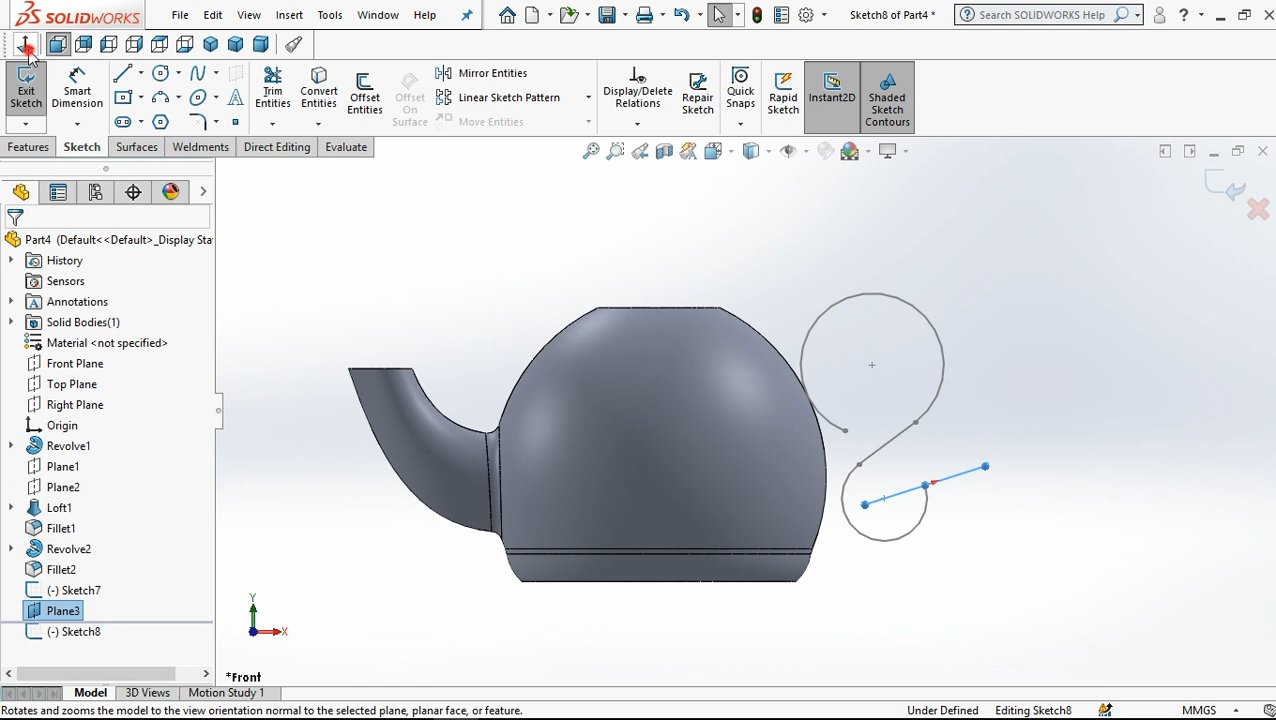 SOLIDWORKS File Edit View Insert Tools Window Help Sketch8 of Part4 * Search SOLIDWORKS Help ?
Exit Sketch Smart Dimension Trim Entities Convert Entities Offset Entities Offset On Surface Mirror Entities Linear Sketch Pattern Move Entities Display/Delete Relations Repair Sketch Quick Snaps Rapid Sketch Instant2D Shaded Sketch Contours
Features Sketch Surfaces Weldments Direct Editing Evaluate
Part4 (Default<<Default>_Display Sta
History
Sensors
Annotations
Solid Bodies(1)
Material <not specified>
Front Plane
Top Plane
Right Plane
Origin
Revolve1
Plane1
Plane2
Loft1
Fillet1
Revolve2
Fillet2
(-) Sketch7
Plane3
(-) Sketch8
Y
X
*Front
Model 3D Views Motion Study 1
Rotates and zooms the model to the view orientation normal to the selected plane, planar face, or feature. Under Defined Editing Sketch8 MMGS